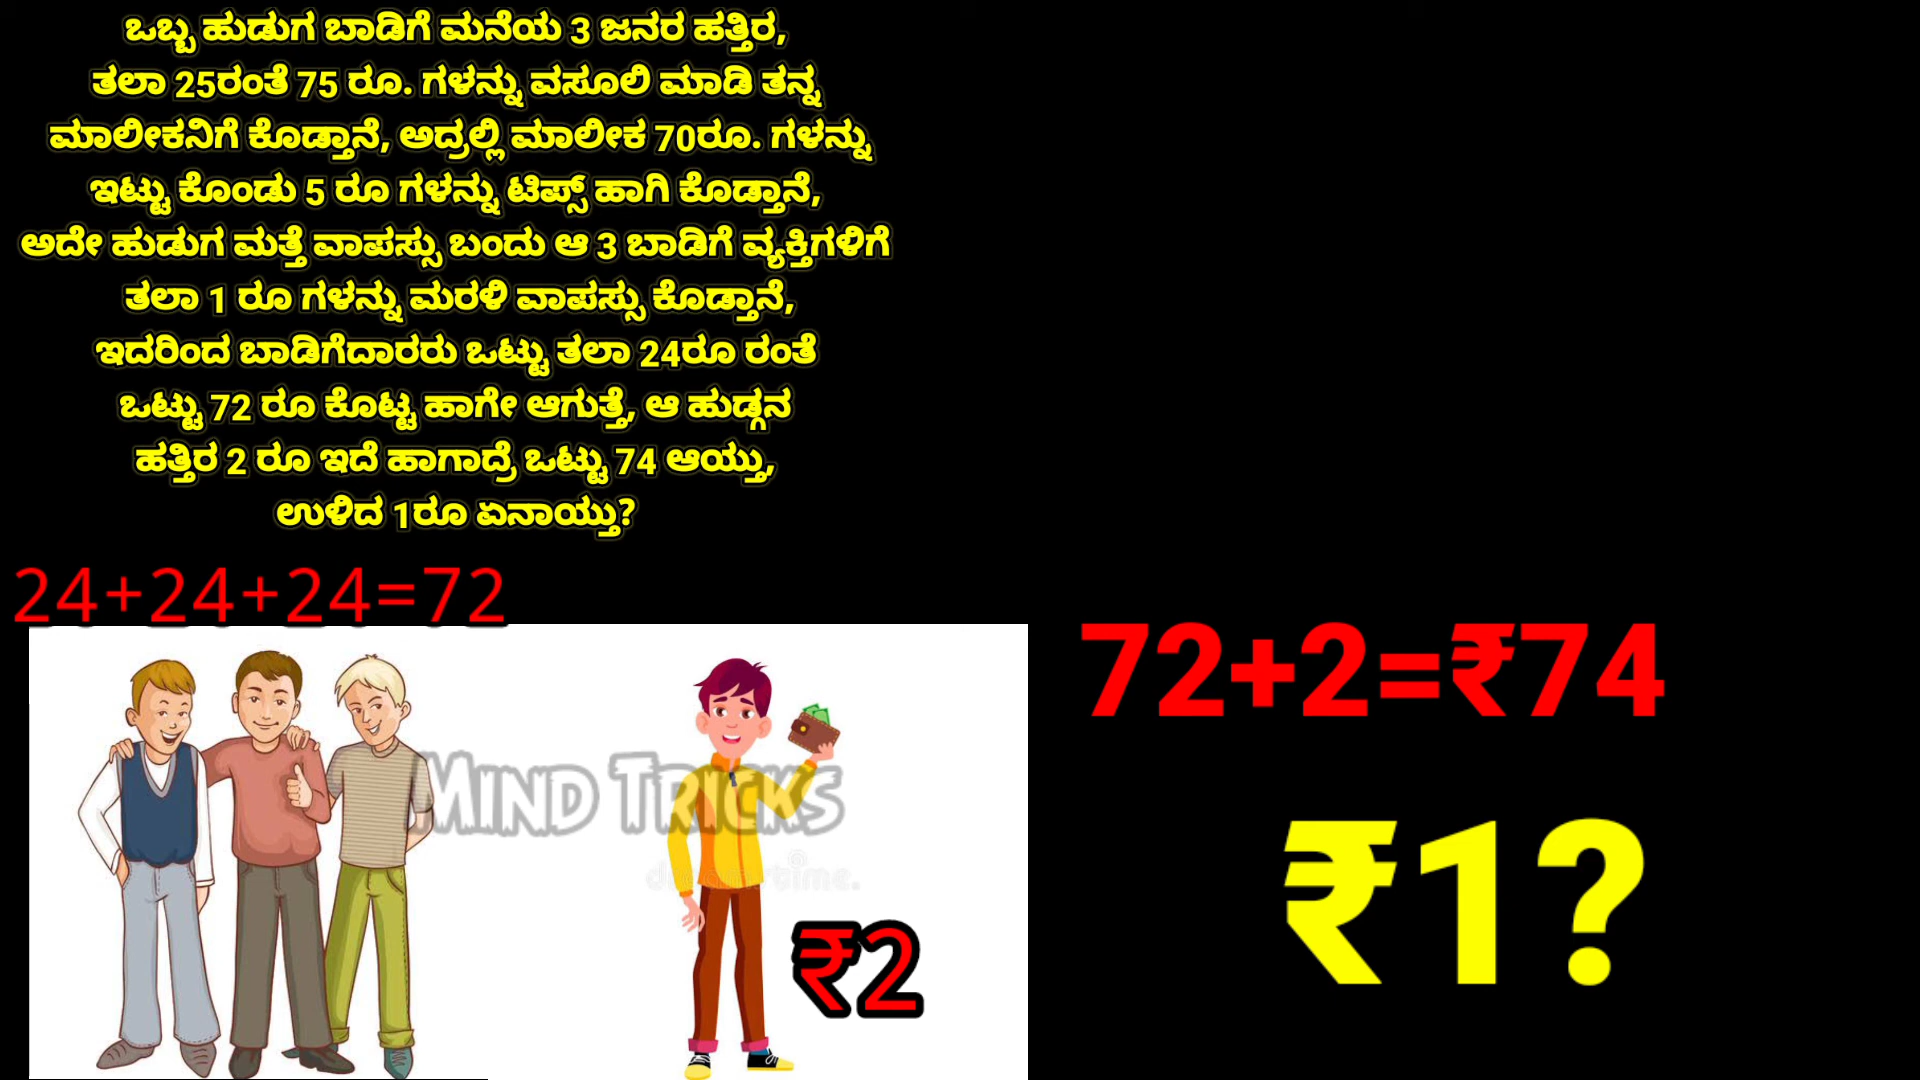 ಒಬ್ಬ ಹುಡುಗ ಬಾಡಿಗೆ ಮನೆಯ 3 ಜನರ ಹತ್ತಿರ,
ತಲಾ 25ರಂತೆ 75 ರೂ. ಗಳನ್ನು ವಸೂಲಿ ಮಾಡಿ ತನ್ನ
ಮಾಲೀಕನಿಗೆ ಕೊಡ್ತಾನೆ, ಅದ್ರಲ್ಲಿ ಮಾಲೀಕ 70ರೂ. ಗಳನ್ನು
ಇಟ್ಟು ಕೊಂಡು 5 ರೂ ಗಳನ್ನು ಟಿಪ್ಸ್ ಹಾಗಿ ಕೊಡ್ತಾನೆ,
ಅದೇ ಹುಡುಗ ಮತ್ತೆ ವಾಪಸ್ಸು ಬಂದು ಆ 3 ಬಾಡಿಗೆ ವ್ಯಕ್ತಿಗಳಿಗೆ
ತಲಾ 1 ರೂ ಗಳನ್ನು ಮರಳಿ ವಾಪಸ್ಸು ಕೊಡ್ತಾನೆ,
ಇದರಿಂದ ಬಾಡಿಗೆದಾರರು ಒಟ್ಟು ತಲಾ 24ರೂ ರಂತೆ
ಒಟ್ಟು 72 ರೂ ಕೊಟ್ಟ ಹಾಗೇ ಆಗುತ್ತೆ, ಆ ಹುಡ್ಗನ
ಹತ್ತಿರ 2 ರೂ ಇದೆ ಹಾಗಾದ್ರೆ ಒಟ್ಟು 74 ಆಯ್ತು,
ಉಳಿದ 1ರೂ ಏನಾಯ್ತು?
24+24+24=72
72+2=₹74
MIND TRICKS
₹2
₹1?